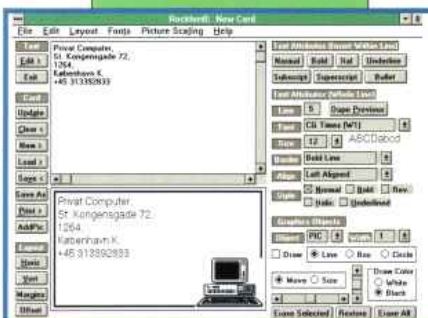 Rockford!: New Card
File Edit Layout Fonts Picture Scaling Help
Text
Edit >
Exit
Card
Update
Clear <
New >
Load >
Save <
Save As
Print >
AddPic
Layout
Horiz
Vert
Margins
Offset
Privat Computer,
St. Kongensgade 72,
1264,
København K.
+45 313392833
Privat Computer,
St. Kongensgade 72,
1264,
København K.
+45 313392833
Text Attributes (Insert Within Line)
Normal Bold Ital Underline
Subscript Superscript Bullet
Text Attributes (Whole Line)
Line 5 Dupe Previous
Font CG Times (W1)
Size 12 ABCDabcd
Border Bold Line
Align Left Aligned
Style Normal Bold Rev.
Italic Underlined
Graphics Objects
Object PIC 1
Draw Line Box Circle
Move Size
Draw Color
White
Black
Erase Selected Restore Erase All